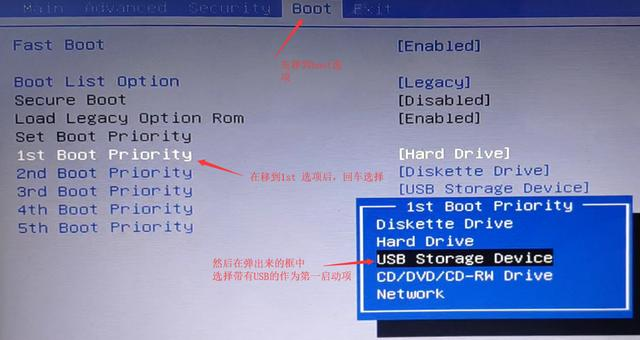 Main Advanced Security Boot Exit
Fast Boot [Enabled]
在移到boot选
项
Boot List Option [Legacy]
Secure Boot [Disabled]
Load Legacy Option Rom [Enabled]
Set Boot Priority
1st Boot Priority [Hard Drive]
2nd Boot Priority [Diskette Drive]
在移到1st 选项后，回车选择
3rd Boot Priority [USB Storage Device]
4th Boot Priority
5th Boot Priority
1st Boot Priority
Diskette Drive
Hard Drive
USB Storage Device
CD/DVD/CD-RW Drive
Network
然后在弹出来的框中
选择带有USB的作为第一启动项